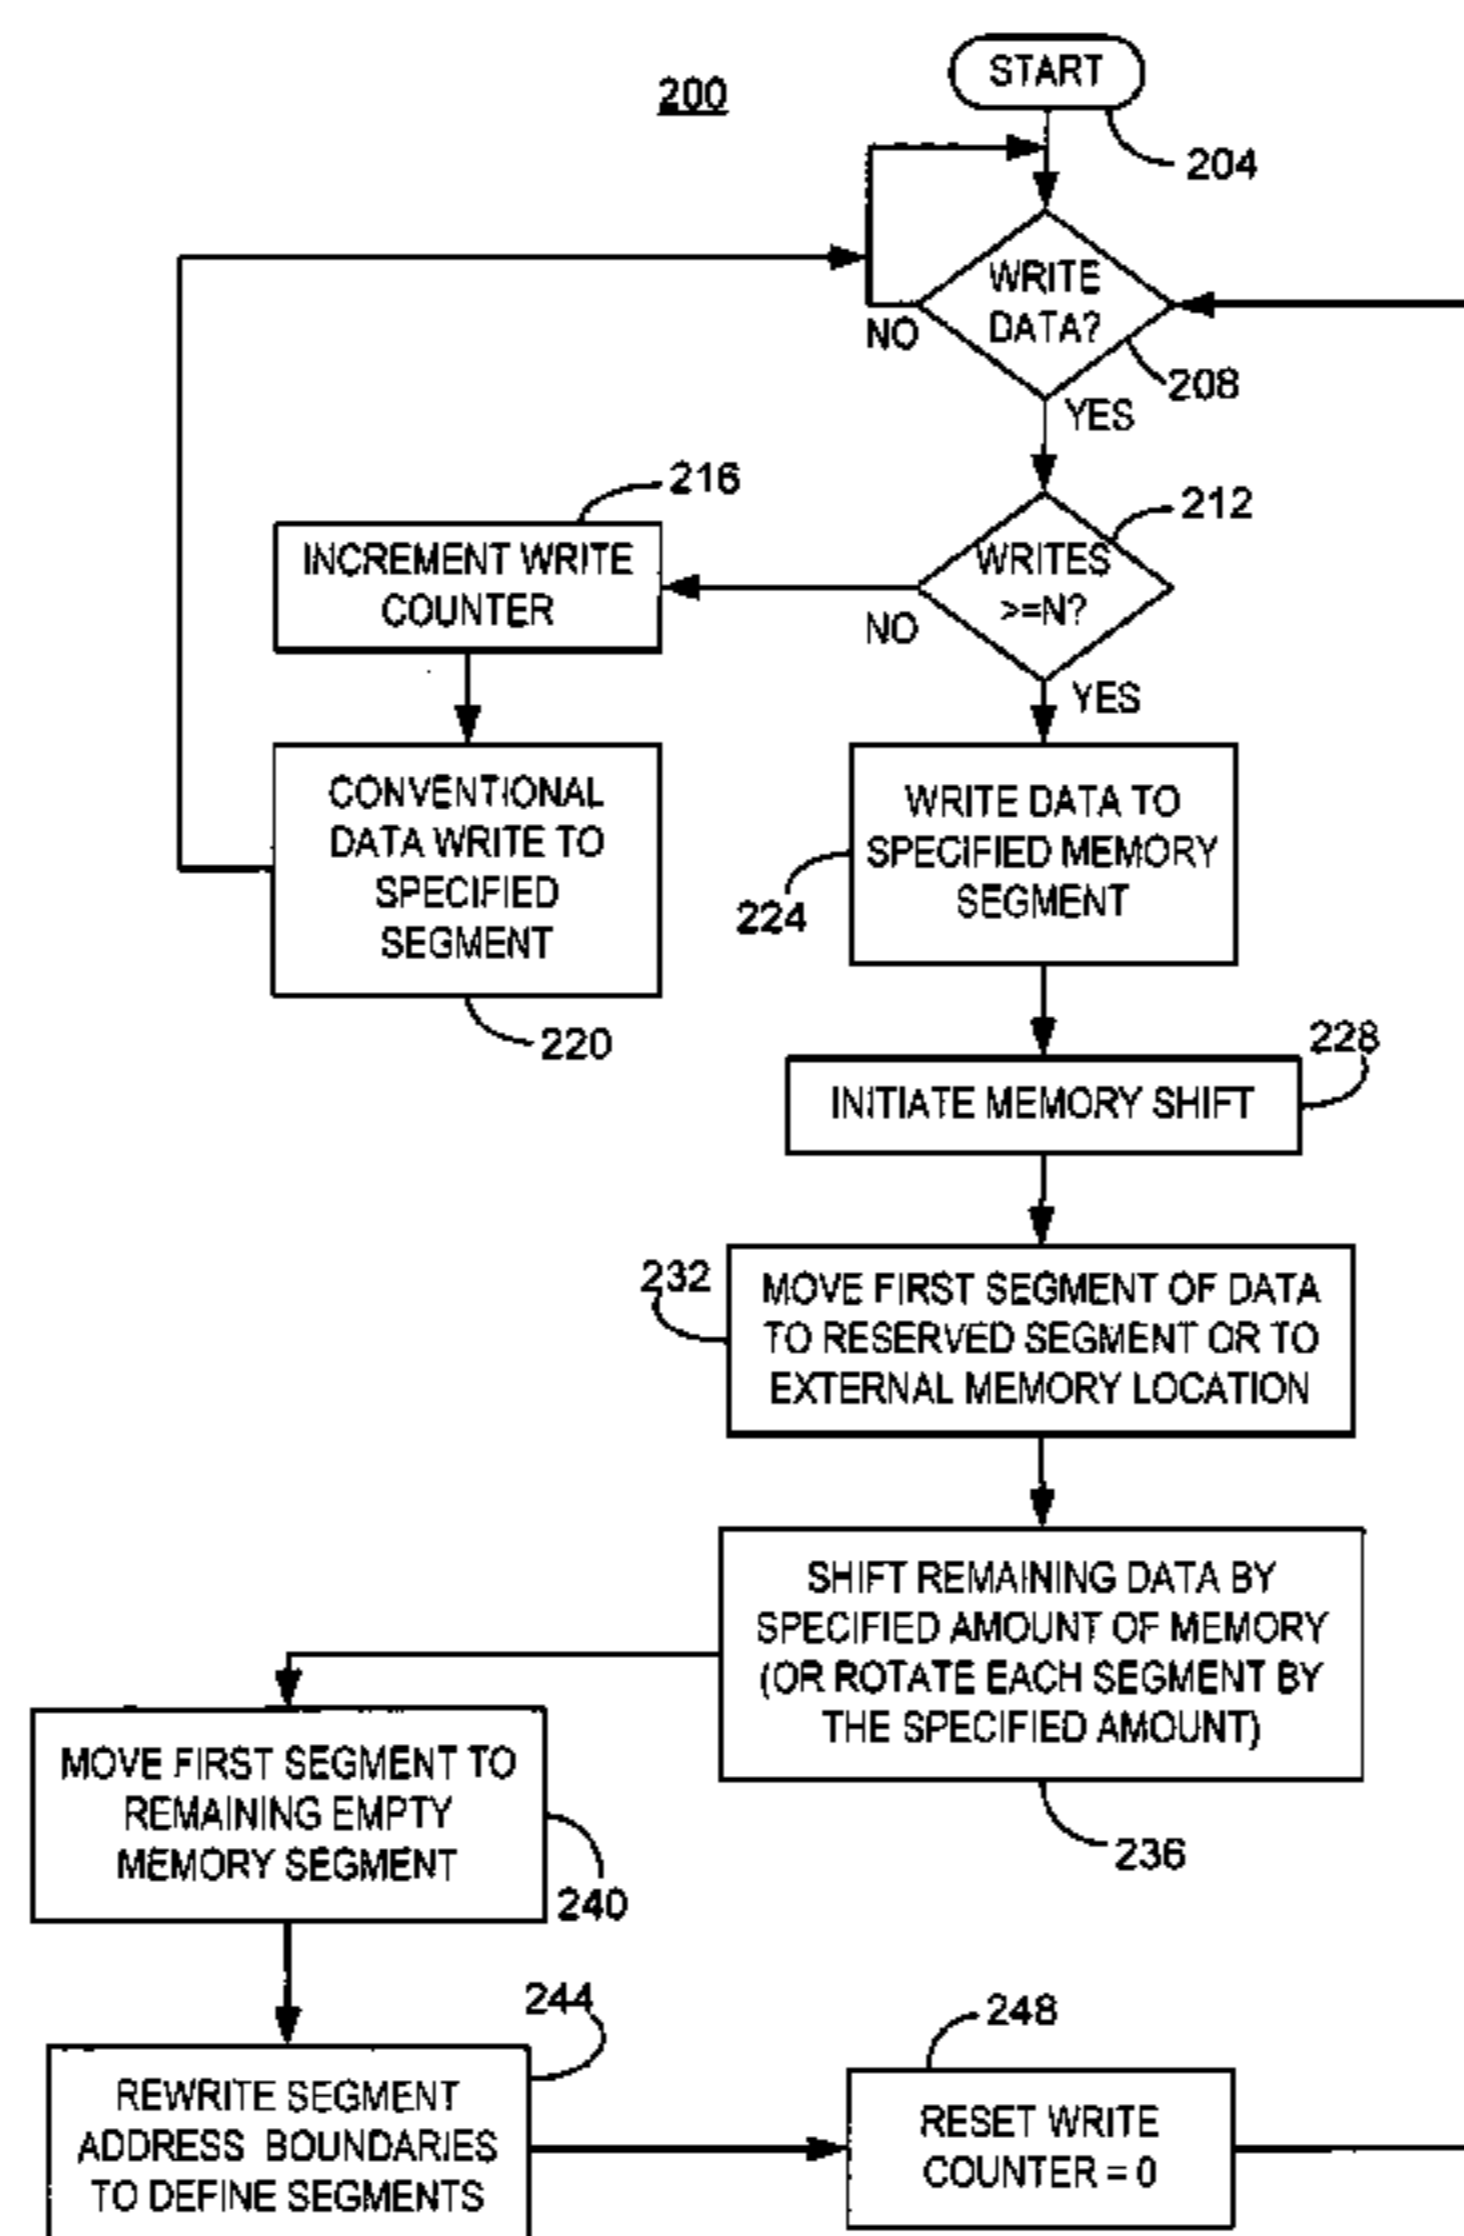 200
START
204
WRITE
DATA?
NO
208
YES
216
212
INCREMENT WRITE
COUNTER
WRITES
>=N?
NO
YES
CONVENTIONAL
DATA WRITE TO
SPECIFIED
SEGMENT
220
WRITE DATA TO
SPECIFIED MEMORY
SEGMENT
224
228
INITIATE MEMORY SHIFT
232
MOVE FIRST SEGMENT OF DATA
TO RESERVED SEGMENT OR TO
EXTERNAL MEMORY LOCATION
SHIFT REMAINING DATA BY
SPECIFIED AMOUNT OF MEMORY
(OR ROTATE EACH SEGMENT BY
THE SPECIFIED AMOUNT)
236
MOVE FIRST SEGMENT TO
REMAINING EMPTY
MEMORY SEGMENT
240
244
REWRITE SEGMENT
ADDRESS BOUNDARIES
TO DEFINE SEGMENTS
248
RESET WRITE
COUNTER = 0